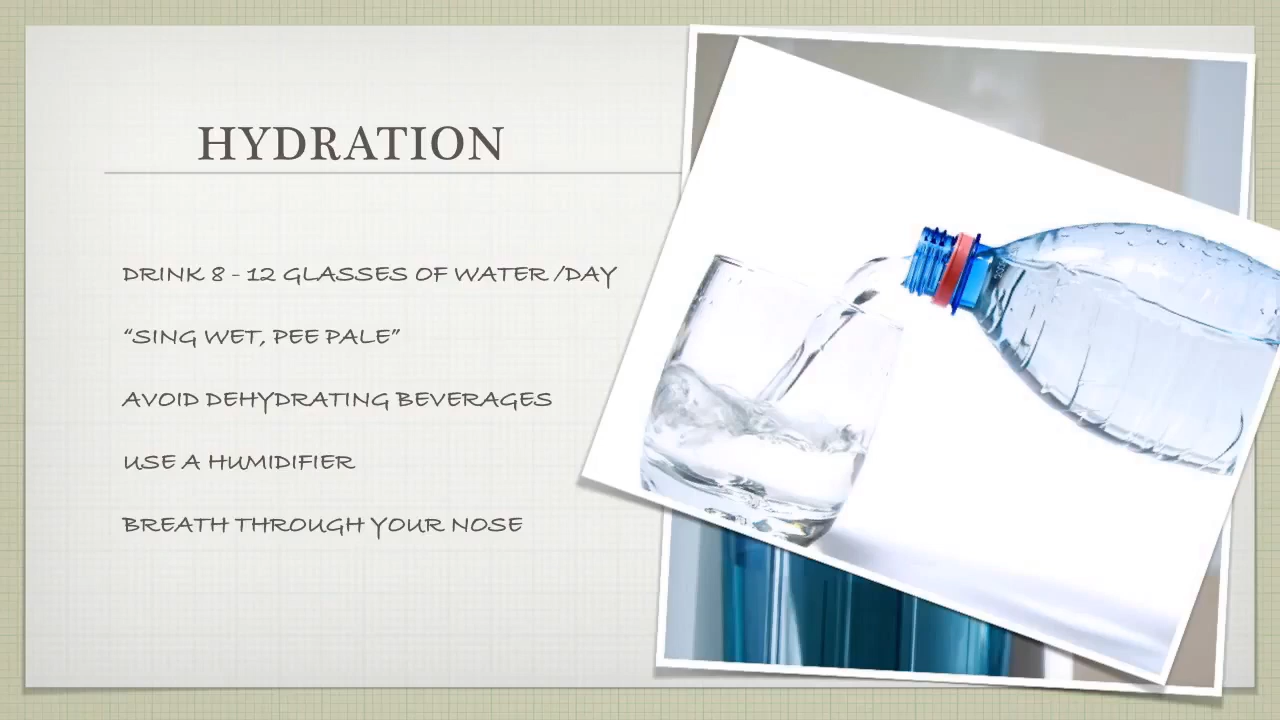 HYDRATION
DRINK 8 - 12 GLASSES OF WATER /DAY
“SING WET, PEE PALE”
AVOID DEHYDRATING BEVERAGES
USE A HUMIDIFIER
BREATH THROUGH YOUR NOSE